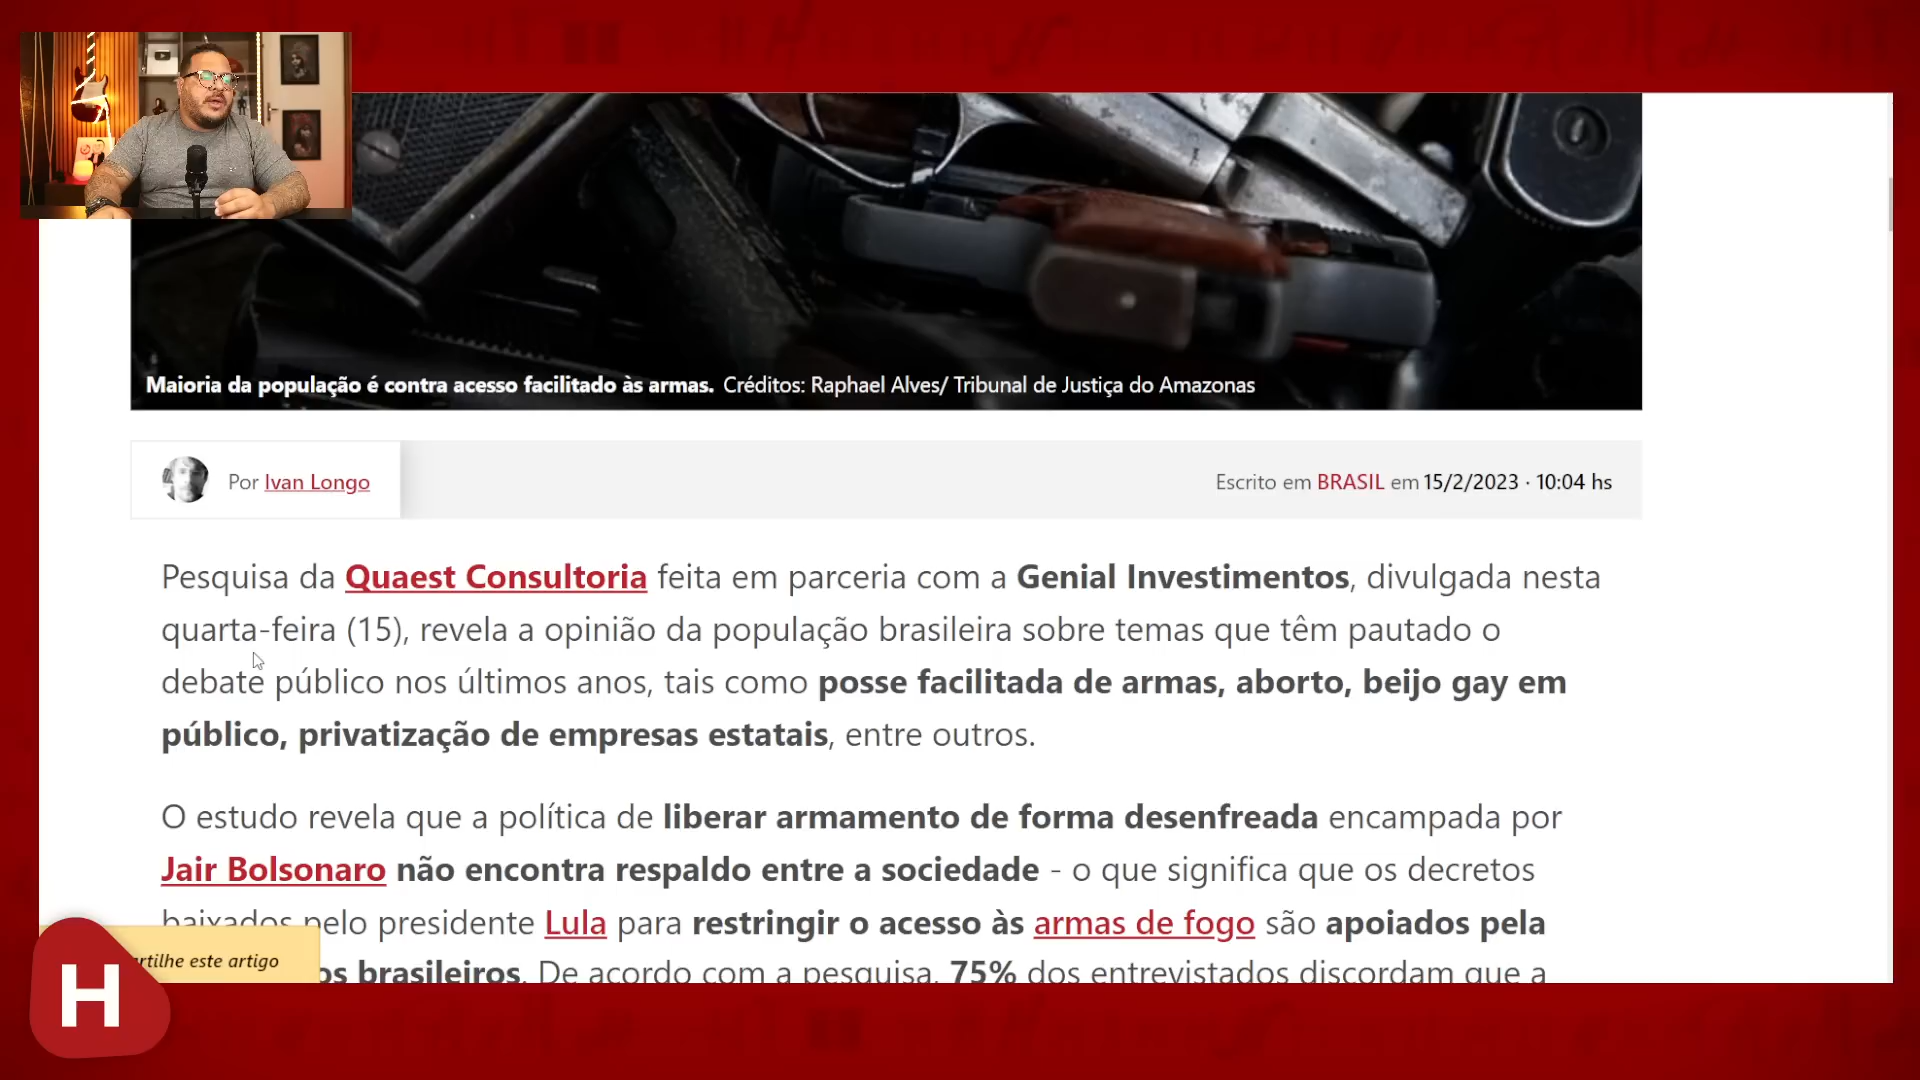 Maioria da população é contra acesso facilitado às armas. Créditos: Raphael Alves/ Tribunal de Justiça do Amazonas
Por Ivan Longo
Escrito em BRASIL em 15/2/2023 · 10:04 hs
Pesquisa da Quaest Consultoria feita em parceria com a Genial Investimentos, divulgada nesta
quarta-feira (15), revela a opinião da população brasileira sobre temas que têm pautado o
debate público nos últimos anos, tais como posse facilitada de armas, aborto, beijo gay em
público, privatização de empresas estatais, entre outros.
O estudo revela que a política de liberar armamento de forma desenfreada encampada por
Jair Bolsonaro não encontra respaldo entre a sociedade - o que significa que os decretos
baixados pelo presidente Lula para restringir o acesso às armas de fogo são apoiados pela
os brasileiros. De acordo com a pesquisa, 75% dos entrevistados discordam que a
rtilhe este artigo
H